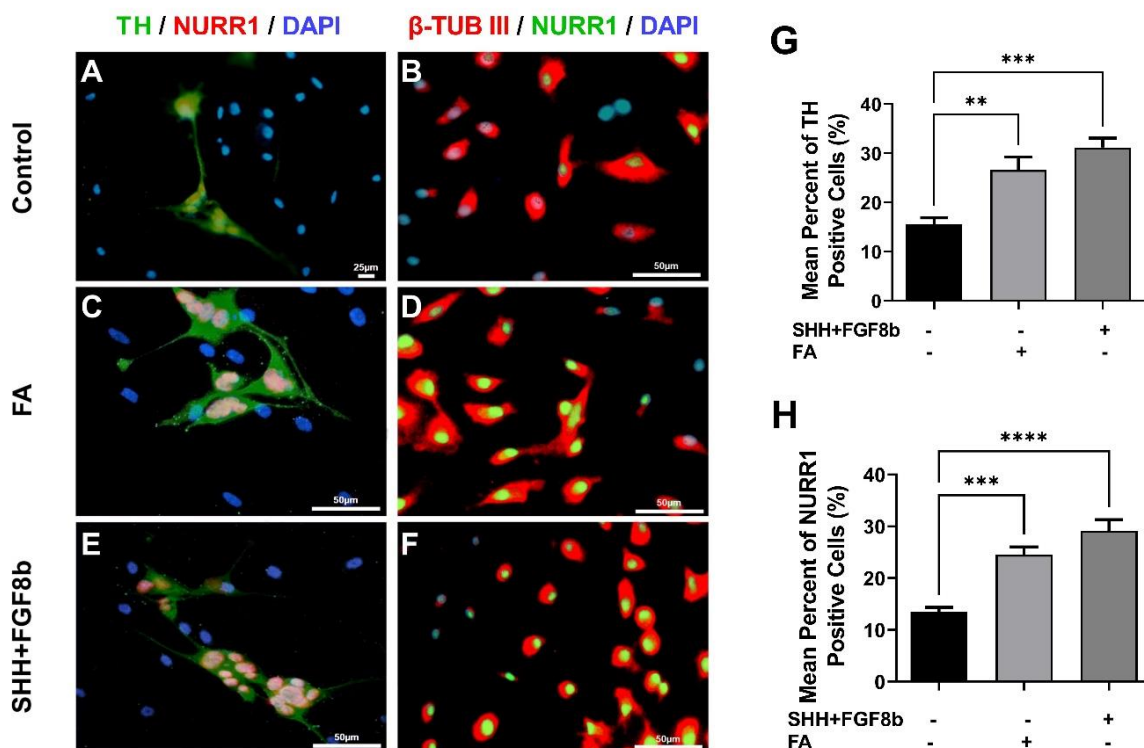 TH / NURR1 / DAPI
β-TUB III / NURR1 / DAPI
Control
A
25µm
B
50µm
FA
C
50µm
D
50µm
SHH+FGF8b
E
50µm
F
50µm
G
Mean Percent of TH
Positive Cells (%)
***
**
40
30
20
10
0
SHH+FGF8b - - +
FA - + -
H
Mean Percent of NURR1
Positive Cells (%)
****
***
40
30
20
10
0
SHH+FGF8b - - +
FA - + -